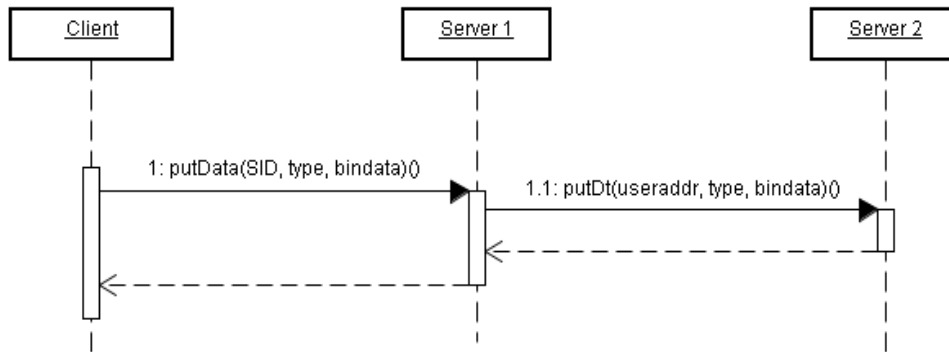 Client
Server 1
Server 2
1: putData(SID, type, bindata)()
1.1: putDt(useraddr, type, bindata)()